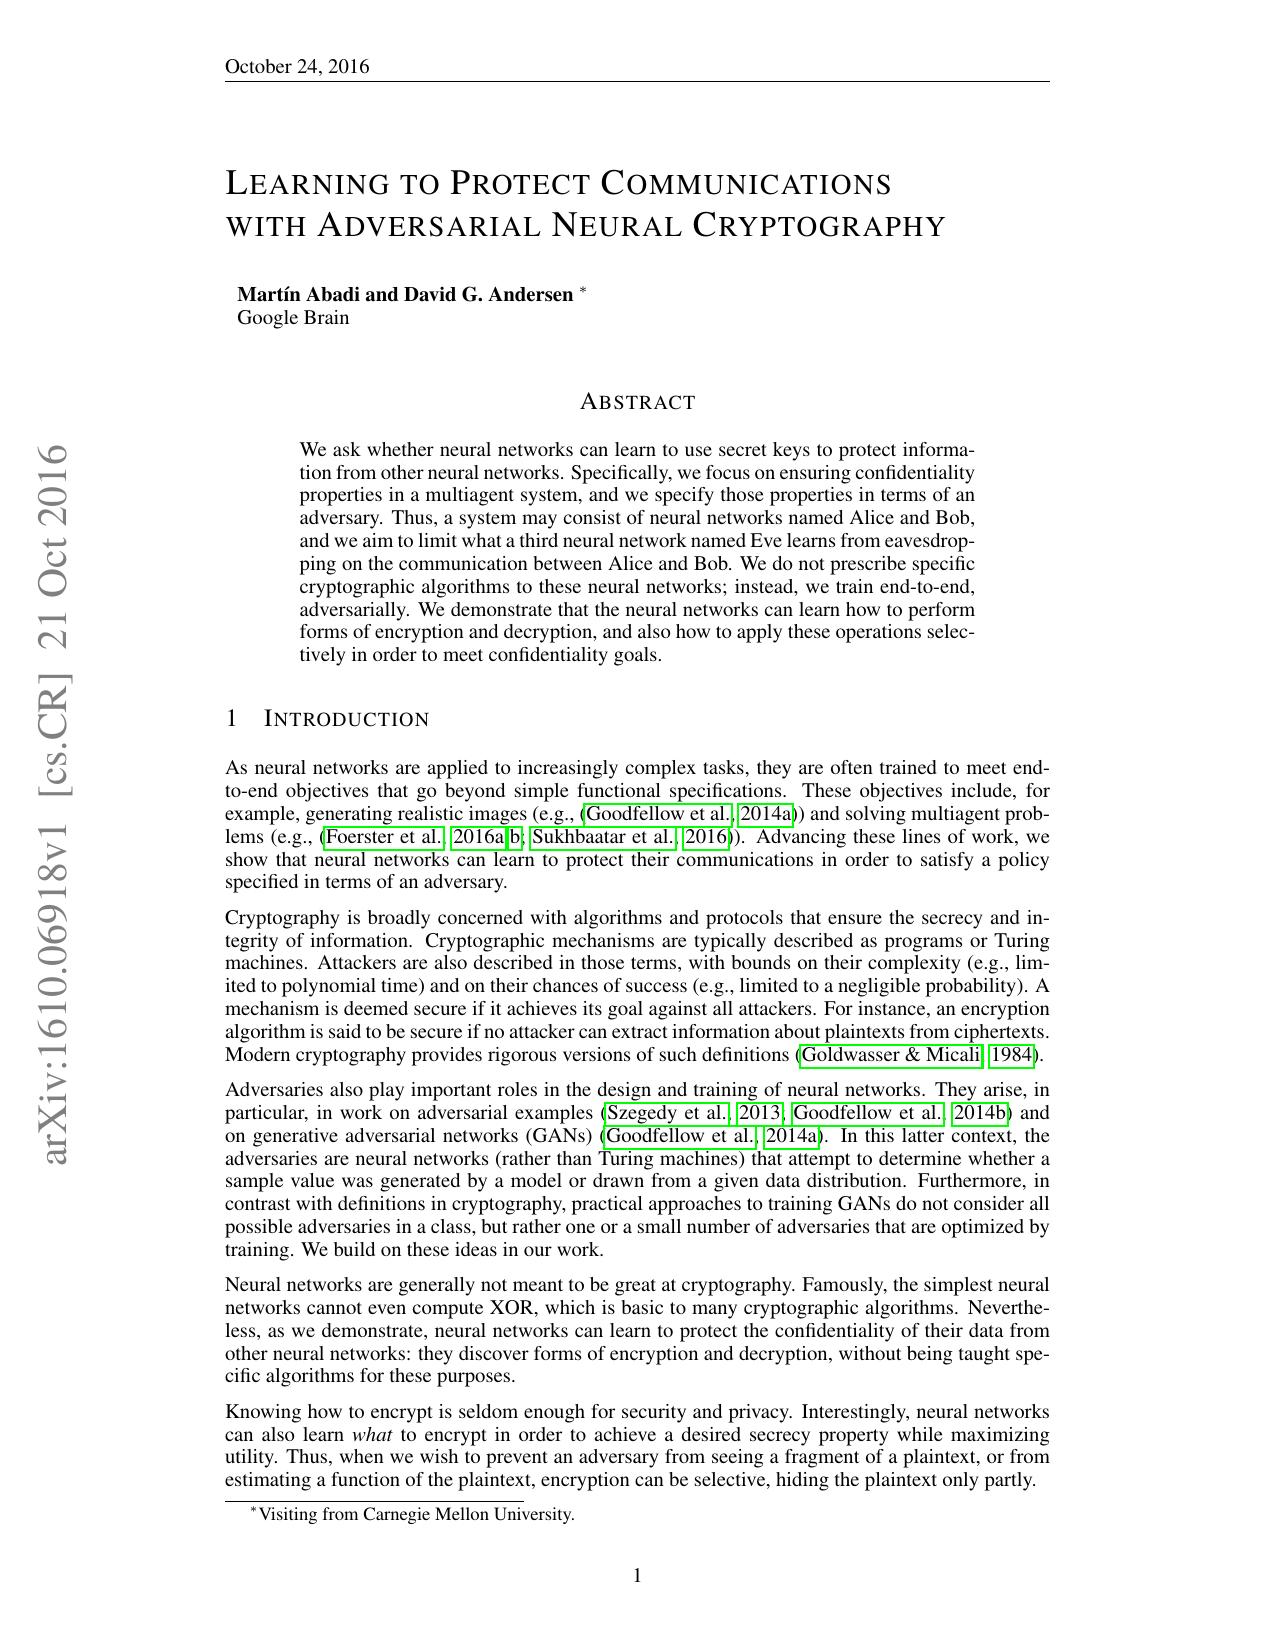 October 24, 2016
LEARNING TO PROTECT COMMUNICATIONS
WITH ADVERSARIAL NEURAL CRYPTOGRAPHY
Martín Abadi and David G. Andersen *
Google Brain
ABSTRACT
We ask whether neural networks can learn to use secret keys to protect informa-
tion from other neural networks. Specifically, we focus on ensuring confidentiality
properties in a multiagent system, and we specify those properties in terms of an
adversary. Thus, a system may consist of neural networks named Alice and Bob,
and we aim to limit what a third neural network named Eve learns from eavesdrop-
ping on the communication between Alice and Bob. We do not prescribe specific
cryptographic algorithms to these neural networks; instead, we train end-to-end,
adversarially. We demonstrate that the neural networks can learn how to perform
forms of encryption and decryption, and also how to apply these operations selec-
tively in order to meet confidentiality goals.
1 INTRODUCTION
As neural networks are applied to increasingly complex tasks, they are often trained to meet end-
to-end objectives that go beyond simple functional specifications. These objectives include, for
example, generating realistic images (e.g., (Goodfellow et al., 2014a)) and solving multiagent prob-
lems (e.g., (Foerster et al., 2016a;b; Sukhbaatar et al., 2016)). Advancing these lines of work, we
show that neural networks can learn to protect their communications in order to satisfy a policy
specified in terms of an adversary.
Cryptography is broadly concerned with algorithms and protocols that ensure the secrecy and in-
tegrity of information. Cryptographic mechanisms are typically described as programs or Turing
machines. Attackers are also described in those terms, with bounds on their complexity (e.g., lim-
ited to polynomial time) and on their chances of success (e.g., limited to a negligible probability). A
mechanism is deemed secure if it achieves its goal against all attackers. For instance, an encryption
algorithm is said to be secure if no attacker can extract information about plaintexts from ciphertexts.
Modern cryptography provides rigorous versions of such definitions (Goldwasser & Micali, 1984).
Adversaries also play important roles in the design and training of neural networks. They arise, in
particular, in work on adversarial examples (Szegedy et al., 2013; Goodfellow et al., 2014b) and
on generative adversarial networks (GANs) (Goodfellow et al., 2014a). In this latter context, the
adversaries are neural networks (rather than Turing machines) that attempt to determine whether a
sample value was generated by a model or drawn from a given data distribution. Furthermore, in
contrast with definitions in cryptography, practical approaches to training GANs do not consider all
possible adversaries in a class, but rather one or a small number of adversaries that are optimized by
training. We build on these ideas in our work.
Neural networks are generally not meant to be great at cryptography. Famously, the simplest neural
networks cannot even compute XOR, which is basic to many cryptographic algorithms. Neverthe-
less, as we demonstrate, neural networks can learn to protect the confidentiality of their data from
other neural networks: they discover forms of encryption and decryption, without being taught spe-
cific algorithms for these purposes.
Knowing how to encrypt is seldom enough for security and privacy. Interestingly, neural networks
can also learn what to encrypt in order to achieve a desired secrecy property while maximizing
utility. Thus, when we wish to prevent an adversary from seeing a fragment of a plaintext, or from
estimating a function of the plaintext, encryption can be selective, hiding the plaintext only partly.
*Visiting from Carnegie Mellon University.
1
arXiv:1610.06918v1 [cs.CR] 21 Oct 2016